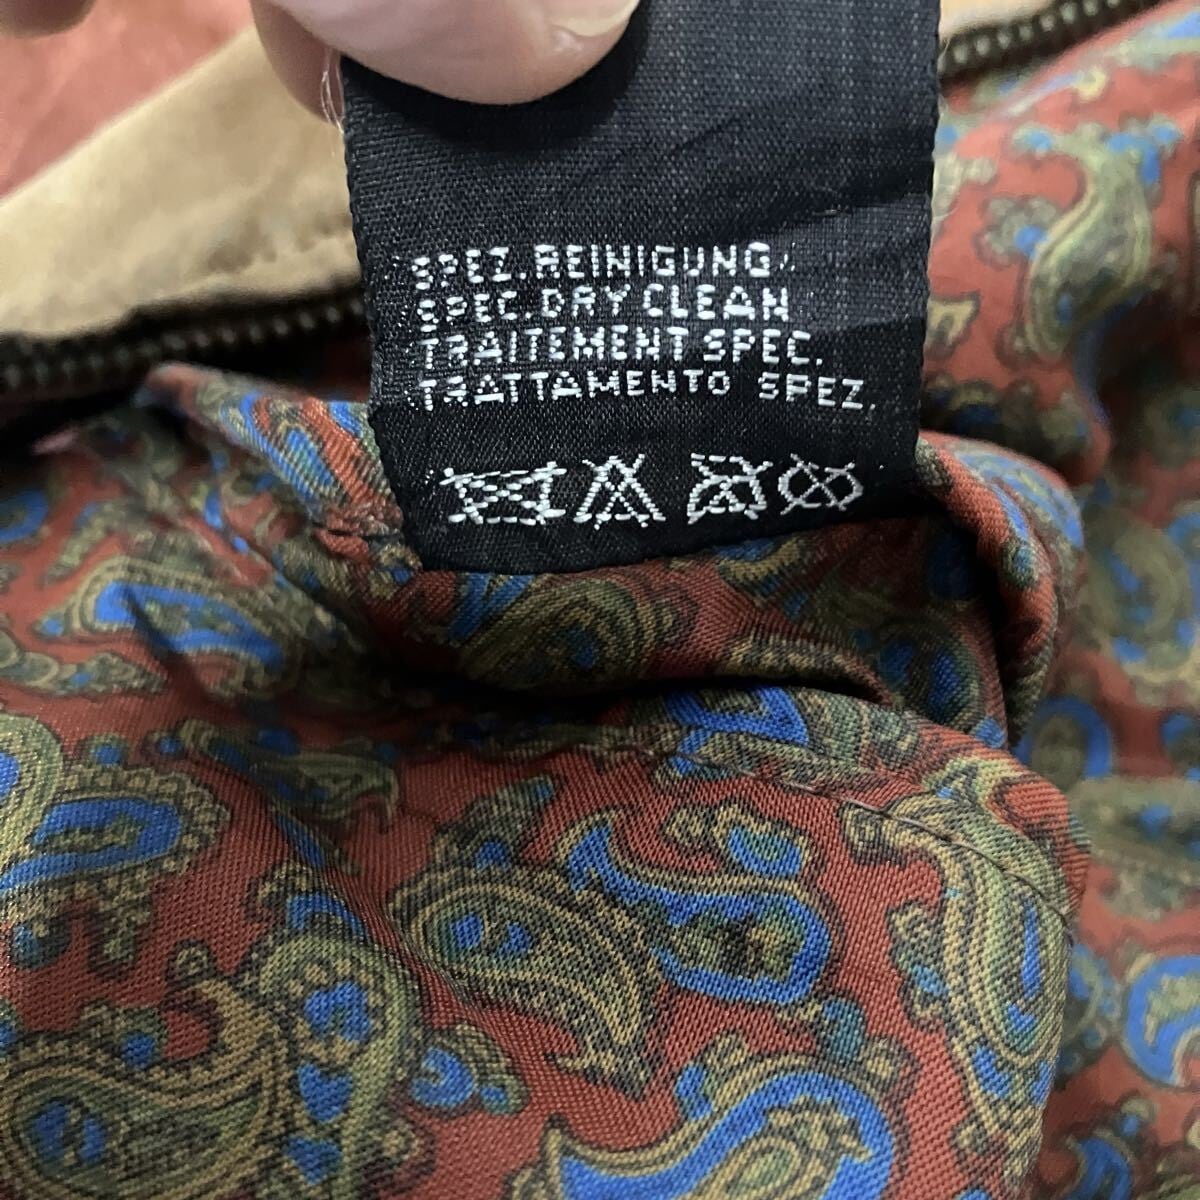 SPEZ. REINIGUNG/
SPEC. DRY CLEAN
TRAITEMENT SPEC.
TRATTAMENTO SPEZ.